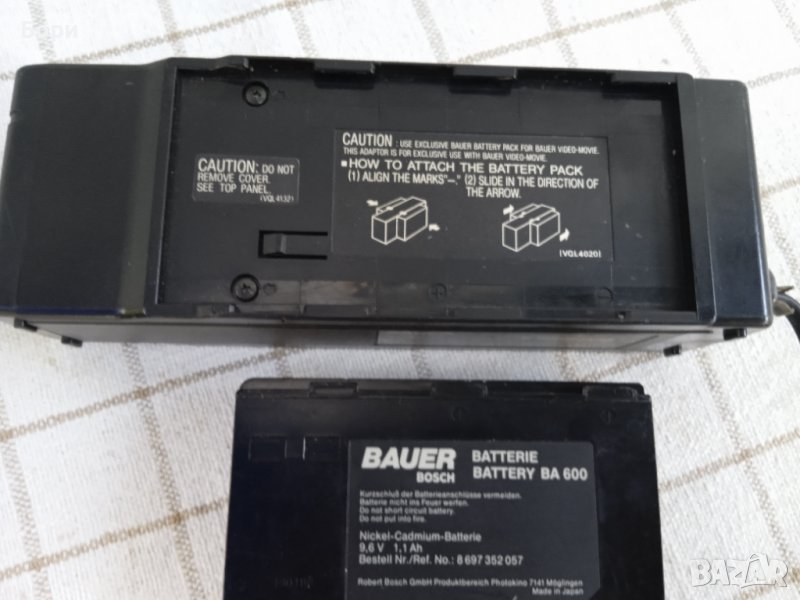 Бори
CAUTION: DO NOT
REMOVE COVER.
SEE TOP PANEL.
(VQL4132)
CAUTION : USE EXCLUSIVE BAUER BATTERY PACK FOR BAUER VIDEO-MOVIE.
THIS ADAPTOR IS FOR EXCLUSIVE USE WITH BAUER VIDEO-MOVIE.
■HOW TO ATTACH THE BATTERY PACK
(1) ALIGN THE MARKS"–." (2) SLIDE IN THE DIRECTION OF
THE ARROW.
(VQL4020)
BAUER
BOSCH
BATTERIE
BATTERY BA 600
Kurzschluß der Batterieanschlüsse vermeiden.
Batterie nicht ins Feuer werfen.
Do not short circuit battery.
Do not put into fire.
Nickel-Cadmium-Batterie
9,6 V 1,1 Ah
Bestell Nr./Ref. No.: 8 697 352 057
Robert Bosch GmbH Produktbereich Photokino 7141 Möglingen
Made in Japan
BAZAR